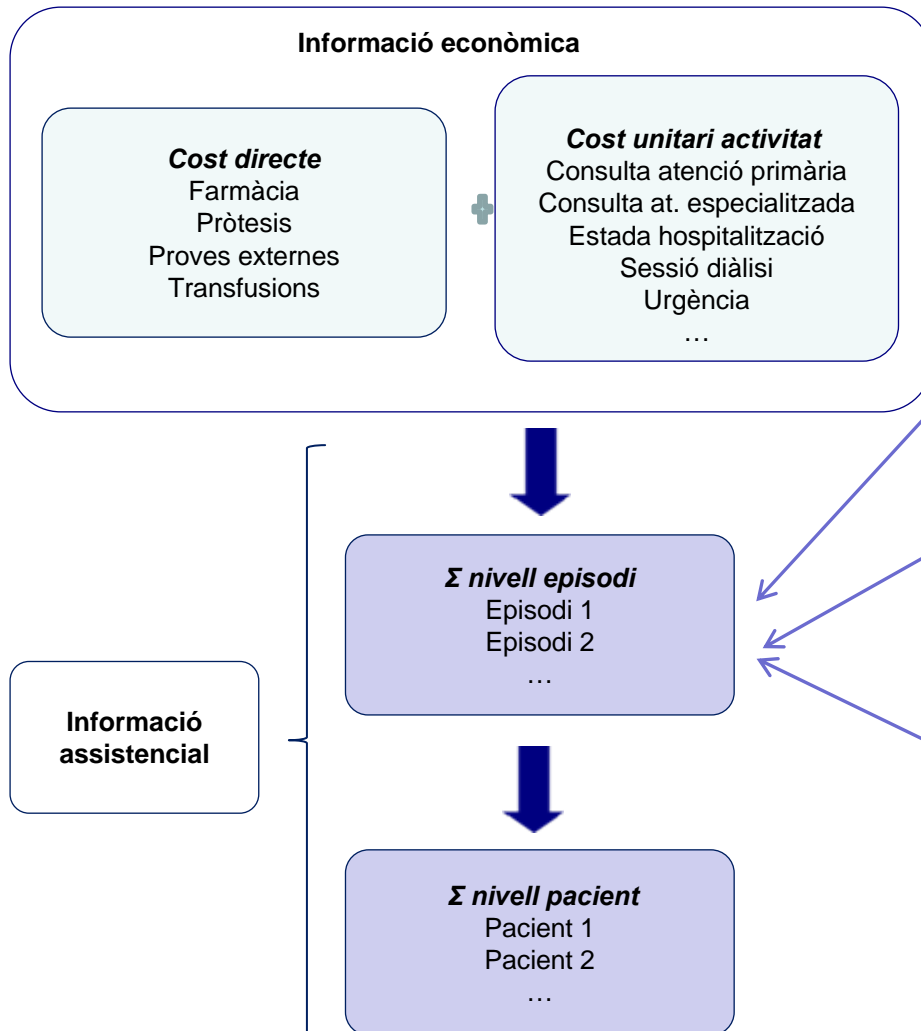 Informació econòmica
Cost directe
Farmàcia
Pròtesis
Proves externes
Transfusions
Cost unitari activitat
Consulta atenció primària
Consulta at. especialitzada
Estada hospitalització
Sessió diàlisi
Urgència
…
Σ nivell episodi
Episodi 1
Episodi 2
…
Informació
assistencial
Σ nivell pacient
Pacient 1
Pacient 2
…